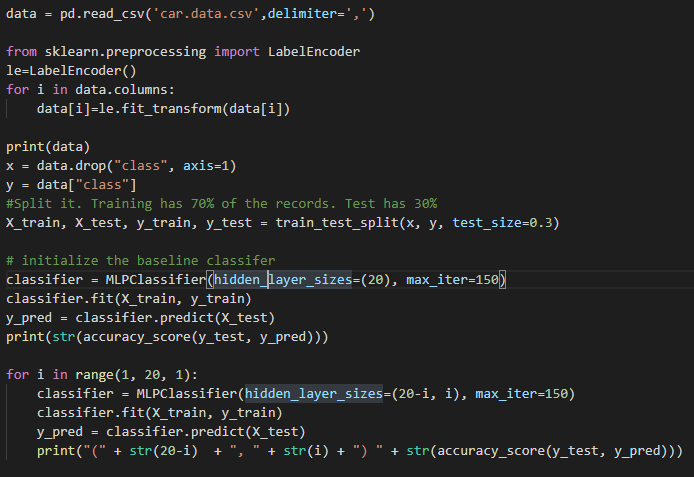 data = pd.read_csv('car.data.csv',delimiter=',')
from sklearn.preprocessing import LabelEncoder
le=LabelEncoder()
for i in data.columns:
    data[i]=le.fit_transform(data[i])
print(data)
x = data.drop("class", axis=1)
y = data["class"]
#Split it. Training has 70% of the records. Test has 30%
X_train, X_test, y_train, y_test = train_test_split(x, y, test_size=0.3)
# initialize the baseline classifer
classifier = MLPClassifier(hidden_layer_sizes=(20), max_iter=150)
classifier.fit(X_train, y_train)
y_pred = classifier.predict(X_test)
print(str(accuracy_score(y_test, y_pred)))
for i in range(1, 20, 1):
    classifier = MLPClassifier(hidden_layer_sizes=(20-i, i), max_iter=150)
    classifier.fit(X_train, y_train)
    y_pred = classifier.predict(X_test)
    print("(" + str(20-i)  + ", " + str(i) + ") " + str(accuracy_score(y_test, y_pred)))